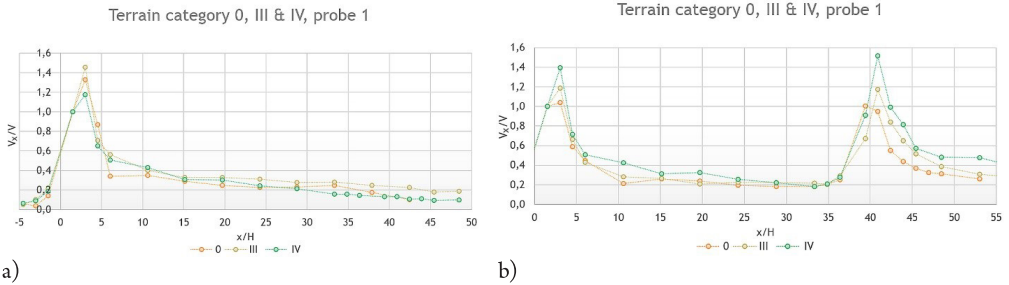 Terrain category 0, III & IV, probe 1
1,6
1,4
1,2
1,0
0,8
0,6
0,4
0,2
0,0
Vx/V
-5 0 5 10 15 20 25 30 35 40 45 50
x/H
0 III IV
a)
Terrain category 0, III & IV, probe 1
1,6
1,4
1,2
1,0
0,8
0,6
0,4
0,2
0,0
Vx/V
0 5 10 15 20 25 30 35 40 45 50 55
x/H
0 III IV
b)